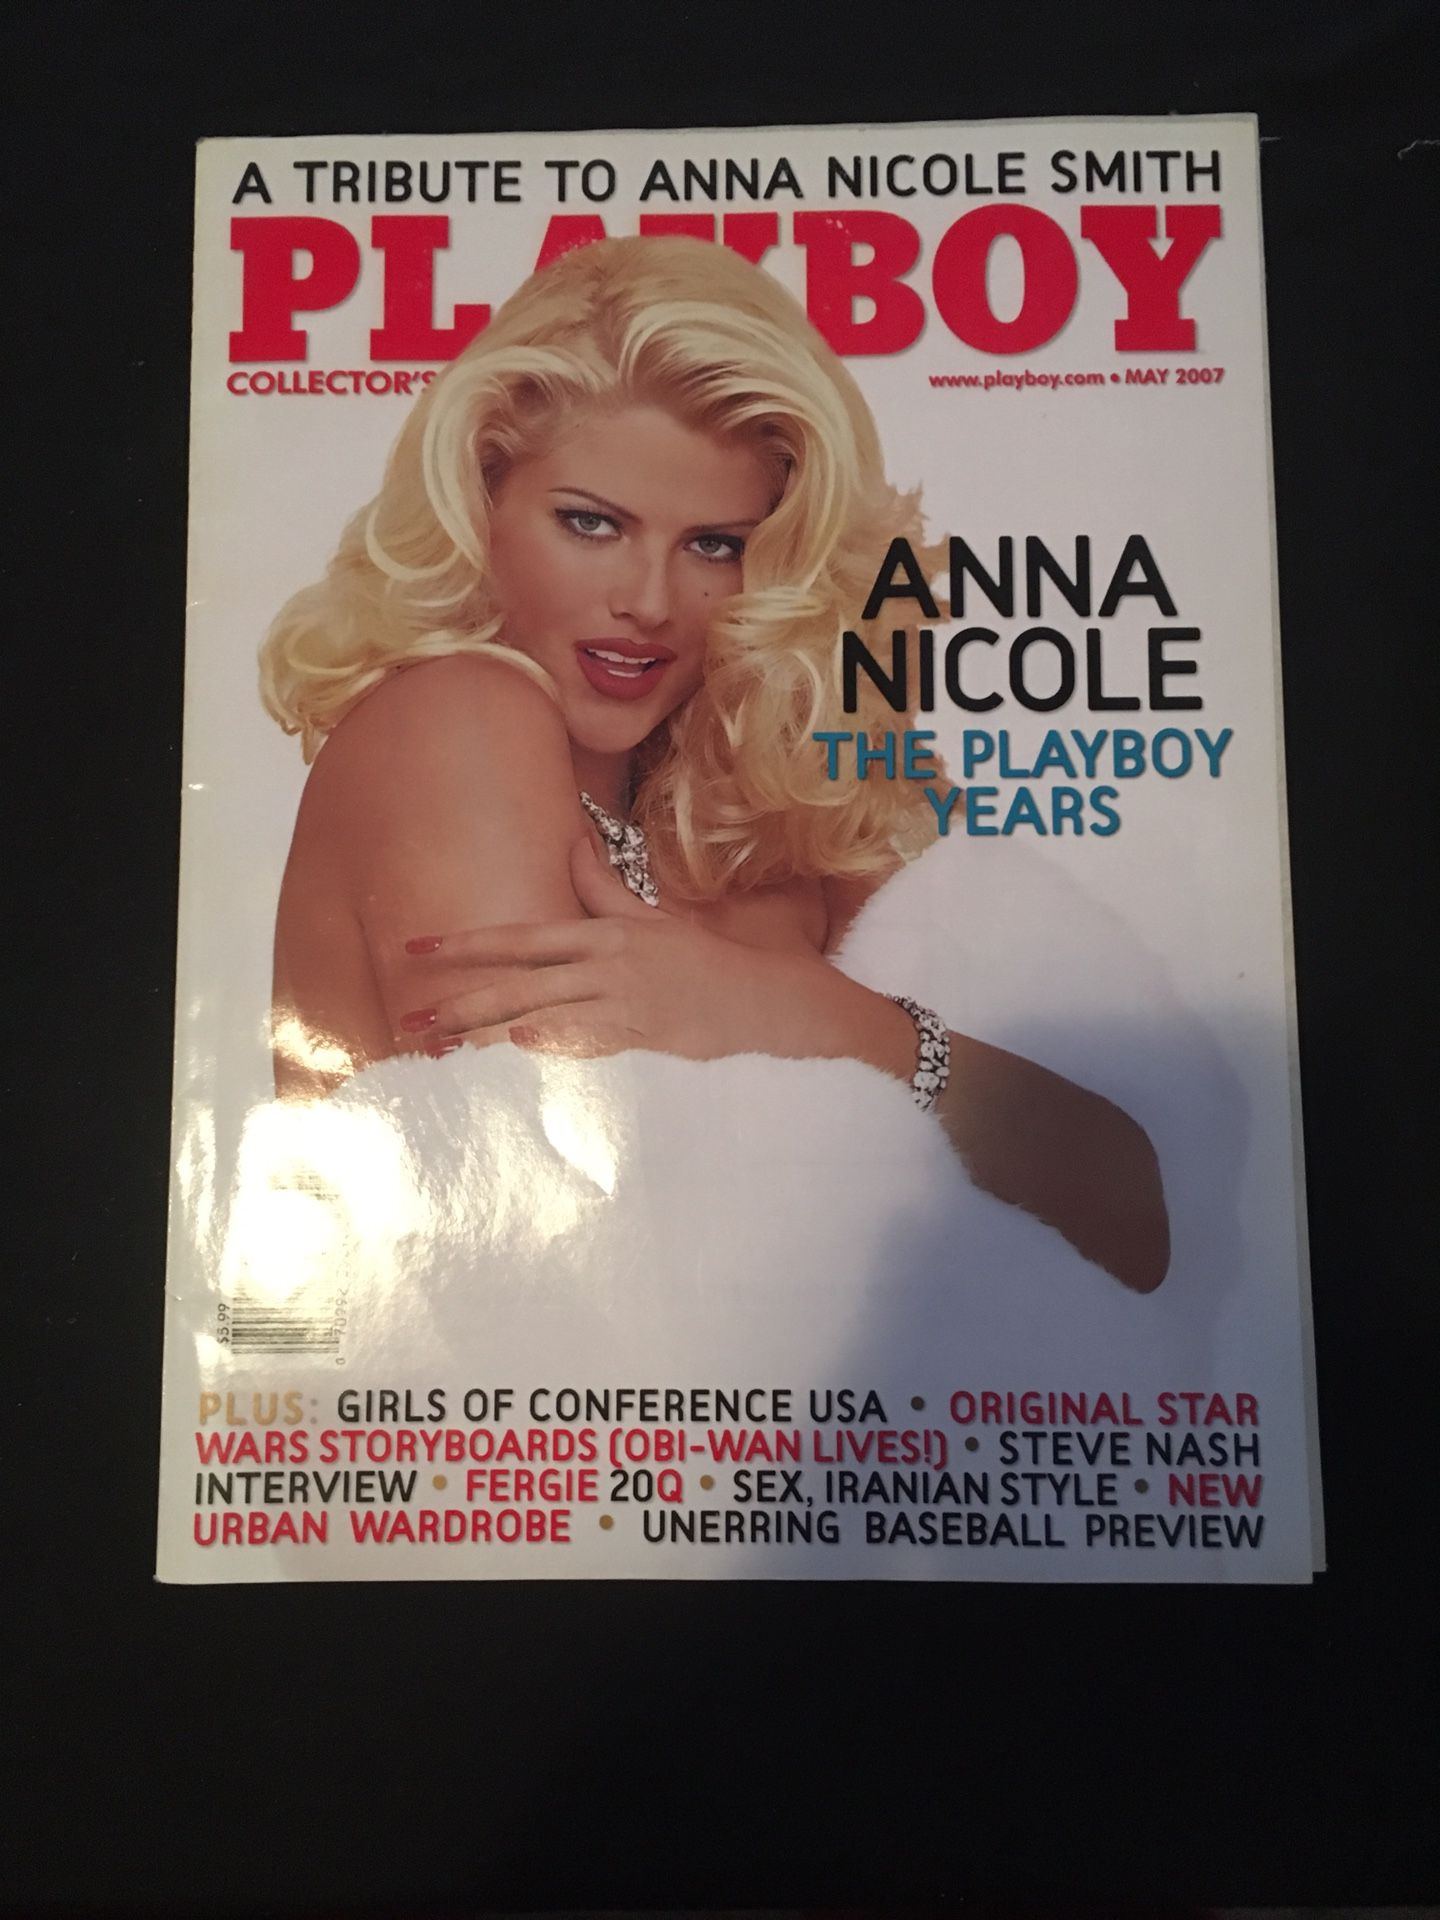 A TRIBUTE TO ANNA NICOLE SMITH
PLAYBOY
COLLECTOR'S
www.playboy.com • MAY 2007
ANNA
NICOLE
THE PLAYBOY
YEARS
$5.99
PLUS: GIRLS OF CONFERENCE USA • ORIGINAL STAR
WARS STORYBOARDS (OBI-WAN LIVES!) • STEVE NASH
INTERVIEW • FERGIE 20Q • SEX, IRANIAN STYLE • NEW
URBAN WARDROBE • UNERRING BASEBALL PREVIEW